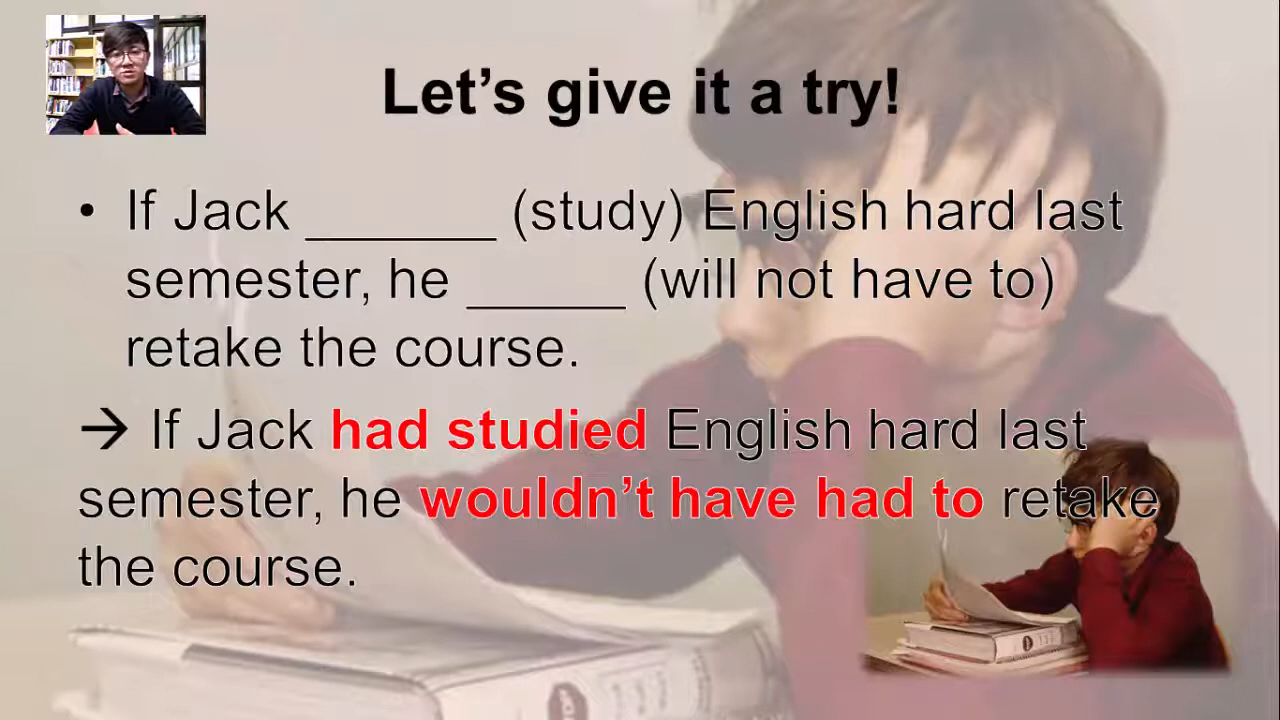 Let’s give it a try!
• If Jack _______ (study) English hard last
semester, he ______ (will not have to)
retake the course.
→ If Jack had studied English hard last
semester, he wouldn’t have had to retake
the course.